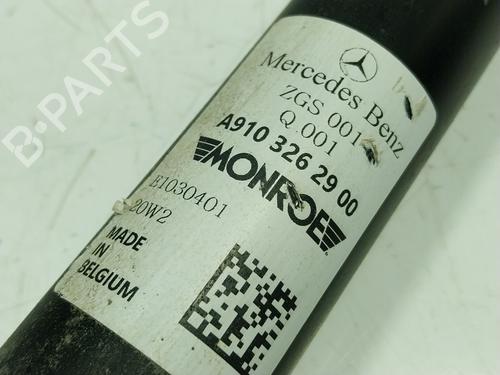 B-PARTS
Mercedes Benz
ZGS 001
Q.001
A910 326 29 00
MONROE
E1030401
20W2
MADE
IN
BELGIUM